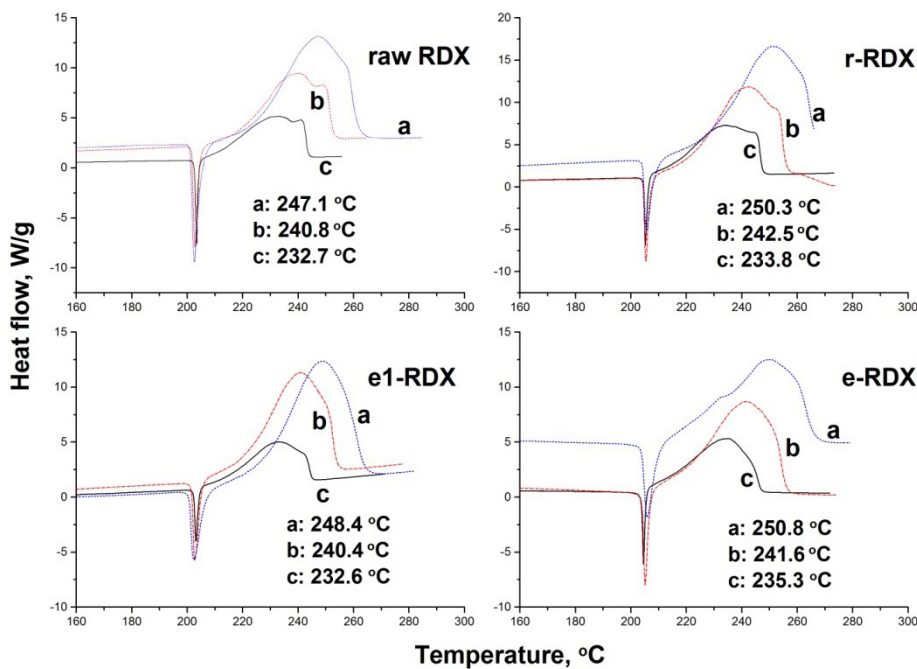 Heat flow, W/g
15
10
5
0
-5
-10
160 180 200 220 240 260 280 300
raw RDX
b
a
c
a: 247.1 °C
b: 240.8 °C
c: 232.7 °C
20
15
10
5
0
-5
-10
160 180 200 220 240 260 280 300
r-RDX
a
b
c
a: 250.3 °C
b: 242.5 °C
c: 233.8 °C
15
10
5
0
-5
-10
160 180 200 220 240 260 280 300
e1-RDX
b
a
c
a: 248.4 °C
b: 240.4 °C
c: 232.6 °C
15
10
5
0
-5
-10
160 180 200 220 240 260 280 300
e-RDX
a
b
c
a: 250.8 °C
b: 241.6 °C
c: 235.3 °C
Temperature, °C